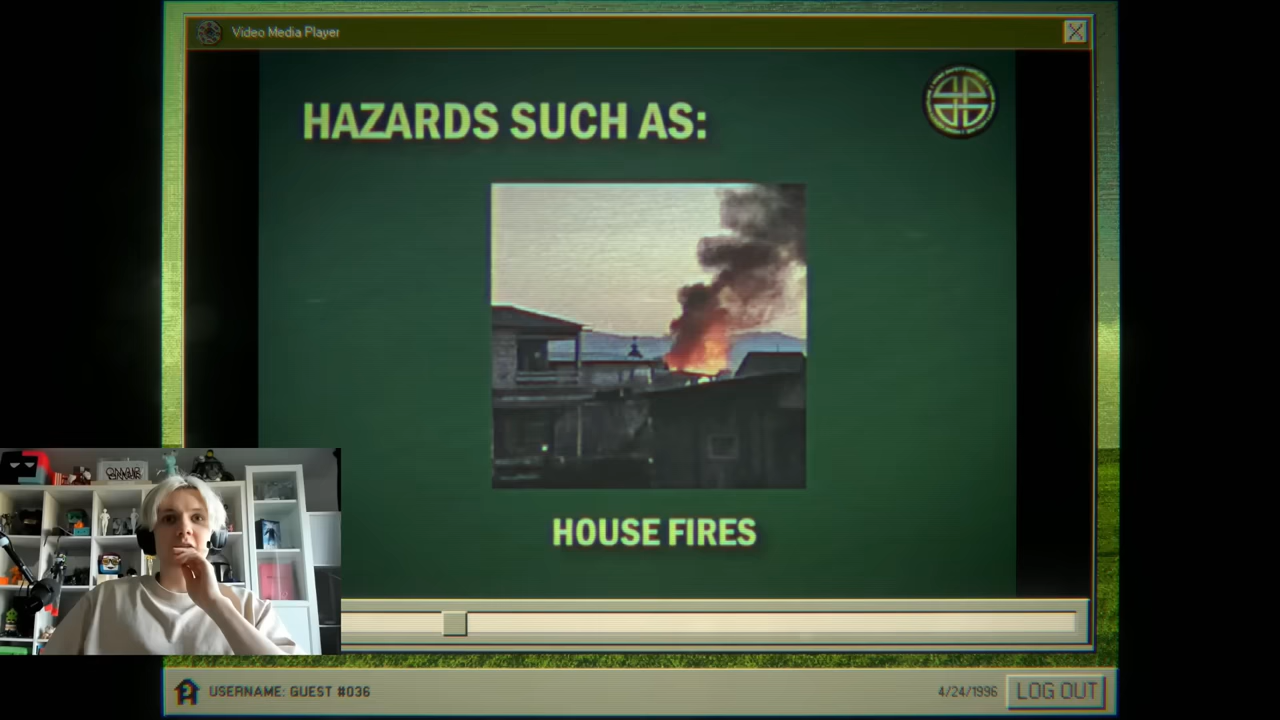 Video Media Player
HAZARDS SUCH AS:
HOUSE FIRES
USERNAME: GUEST #036
4/24/1996
LOG OUT